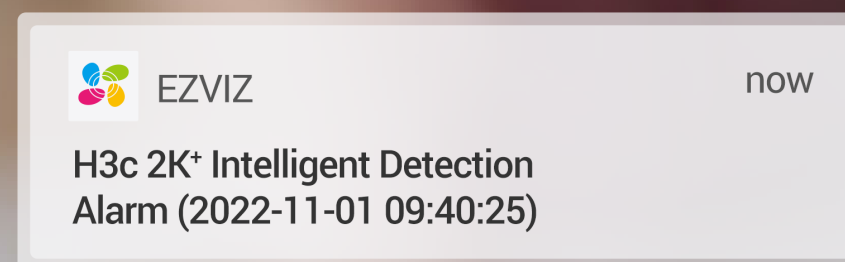 EZVIZ now
H3c 2K⁺ Intelligent Detection
Alarm (2022-11-01 09:40:25)